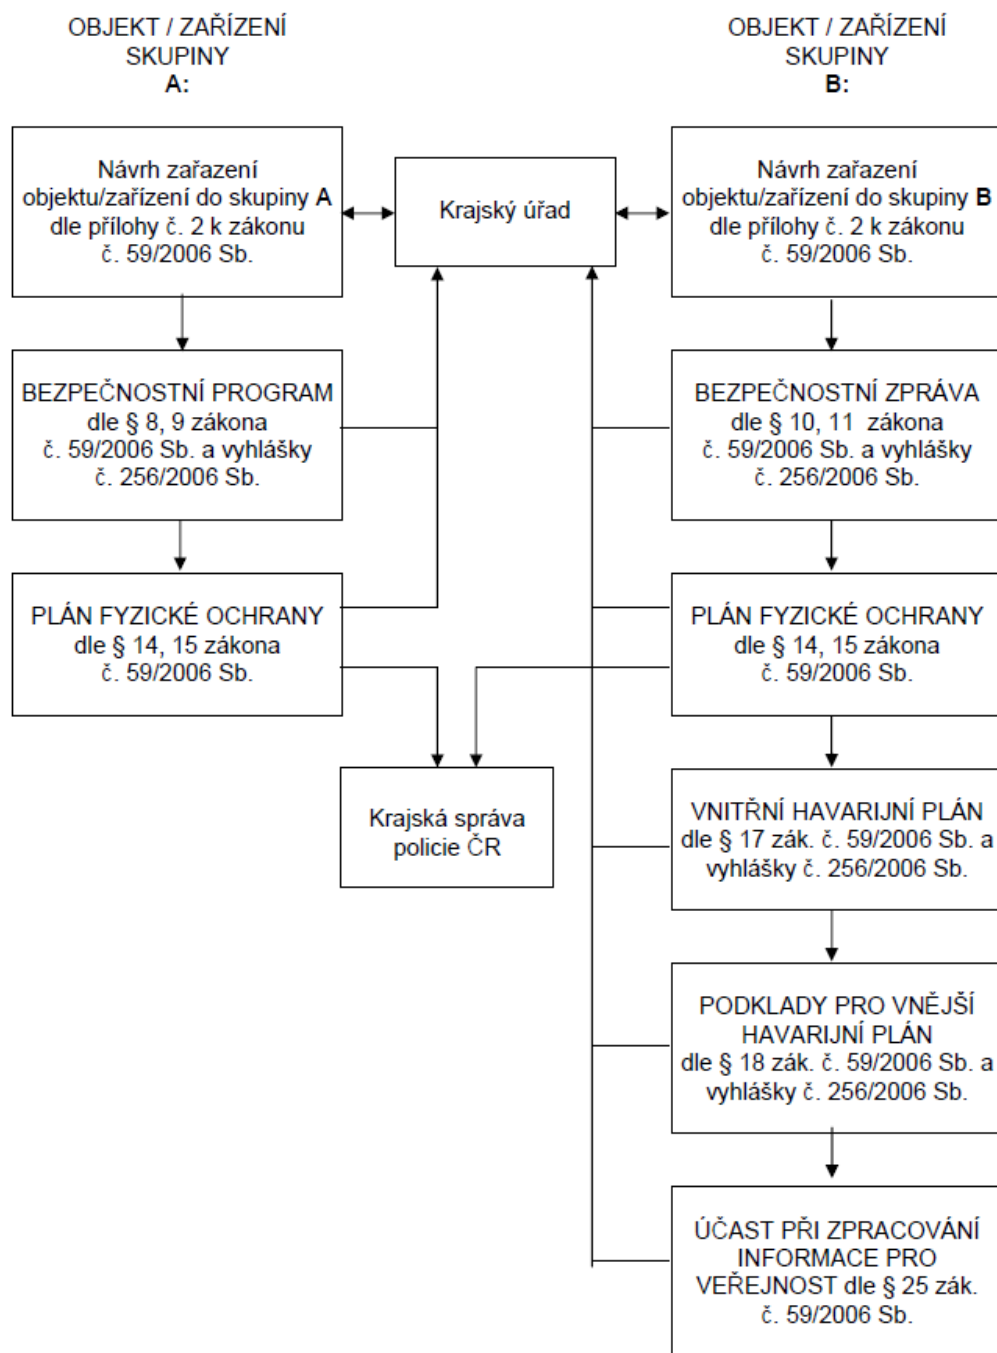 OBJEKT / ZAŘÍZENÍ
SKUPINY
A:
Návrh zařazení
objektu/zařízení do skupiny A
dle přílohy č. 2 k zákonu
č. 59/2006 Sb.
BEZPEČNOSTNÍ PROGRAM
dle § 8, 9 zákona
č. 59/2006 Sb. a vyhlášky
č. 256/2006 Sb.
PLÁN FYZICKÉ OCHRANY
dle § 14, 15 zákona
č. 59/2006 Sb.
Krajský úřad
Krajská správa
policie ČR
OBJEKT / ZAŘÍZENÍ
SKUPINY
B:
Návrh zařazení
objektu/zařízení do skupiny B
dle přílohy č. 2 k zákonu
č. 59/2006 Sb.
BEZPEČNOSTNÍ ZPRÁVA
dle § 10, 11 zákona
č. 59/2006 Sb. a vyhlášky
č. 256/2006 Sb.
PLÁN FYZICKÉ OCHRANY
dle § 14, 15 zákona
č. 59/2006 Sb.
VNITŘNÍ HAVARIJNÍ PLÁN
dle § 17 zák. č. 59/2006 Sb. a
vyhlášky č. 256/2006 Sb.
PODKLADY PRO VNĚJŠÍ
HAVARIJNÍ PLÁN
dle § 18 zák. č. 59/2006 Sb. a
vyhlášky č. 256/2006 Sb.
ÚČAST PŘI ZPRACOVÁNÍ
INFORMACE PRO
VEŘEJNOST dle § 25 zák.
č. 59/2006 Sb.